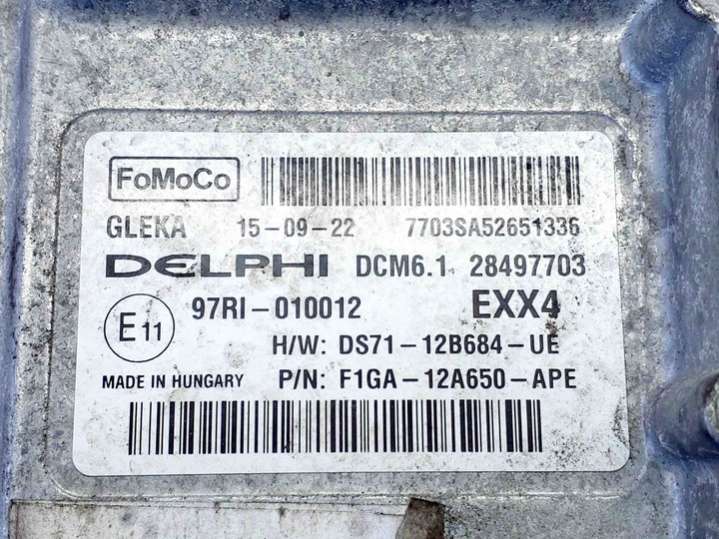 FoMoCo
GLEKA 15-09-22 7703SA52651336
DELPHI DCM6.1 28497703
E11 97RI-010012 EXX4
H/W: DS71-12B684-UE
MADE IN HUNGARY P/N: F1GA-12A650-APE